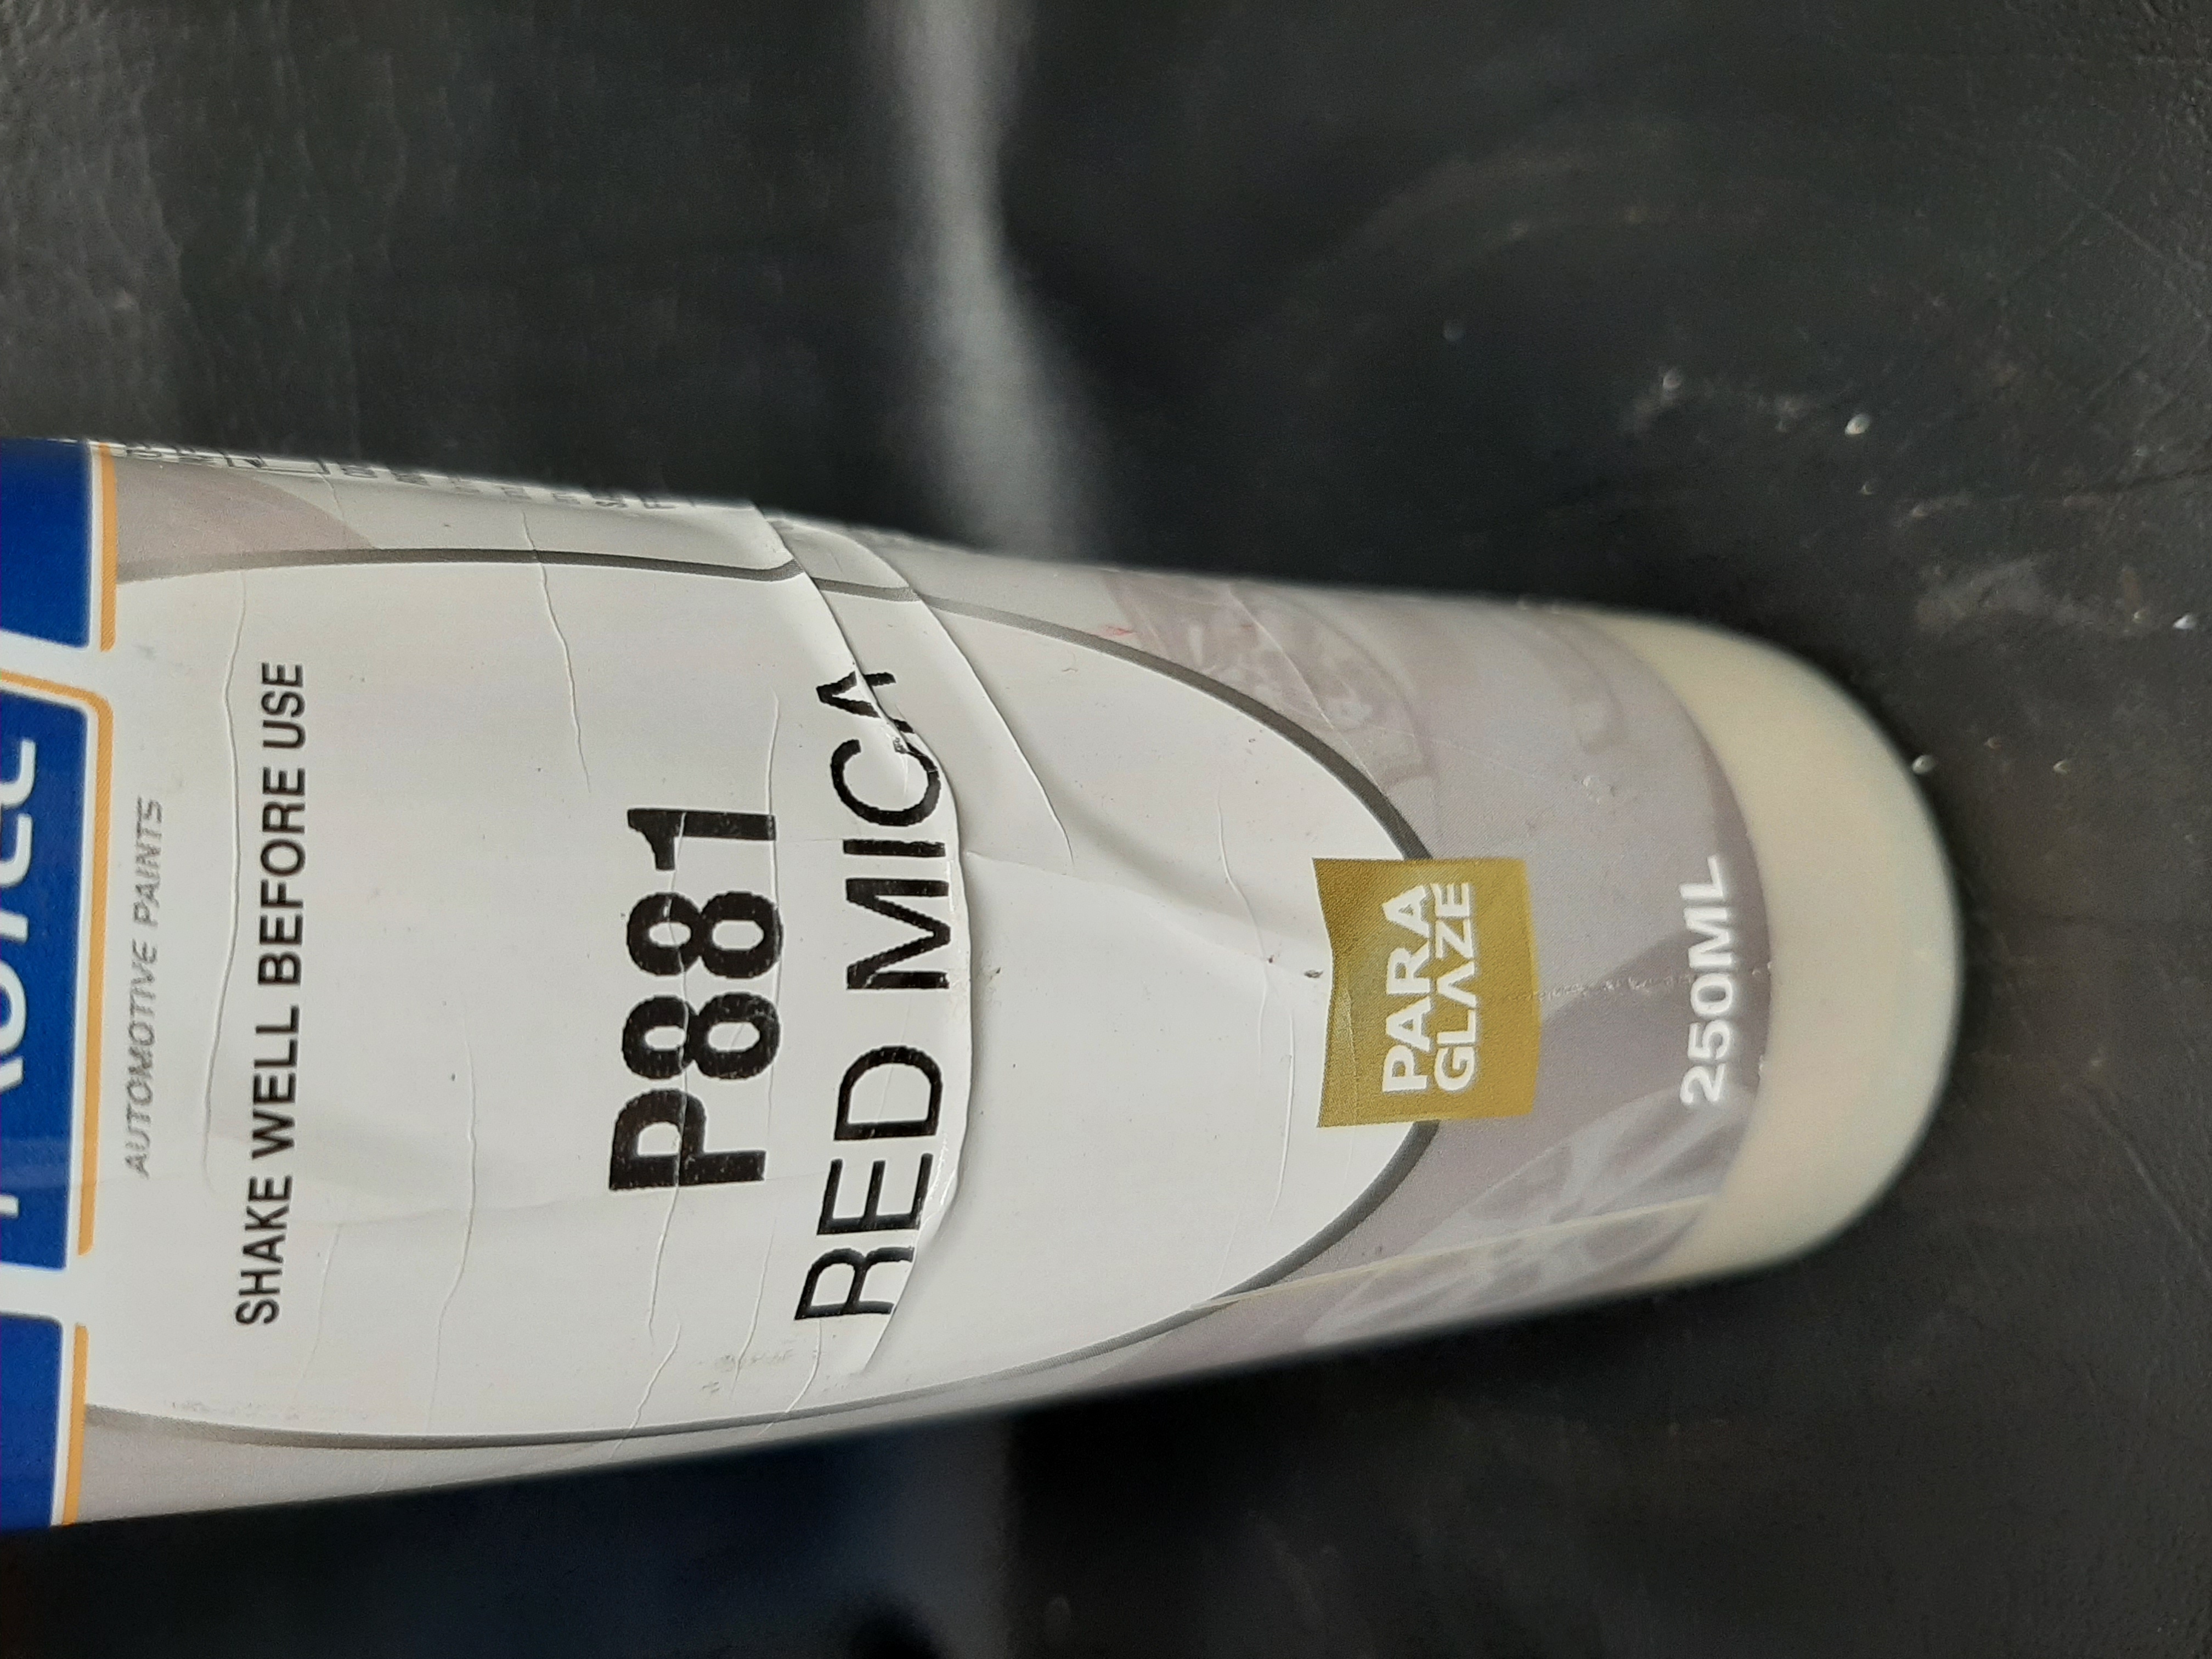 AUTOMOTIVE PAINTS
SHAKE WELL BEFORE USE
P881
RED MICA
PARA
GLAZE
250ML